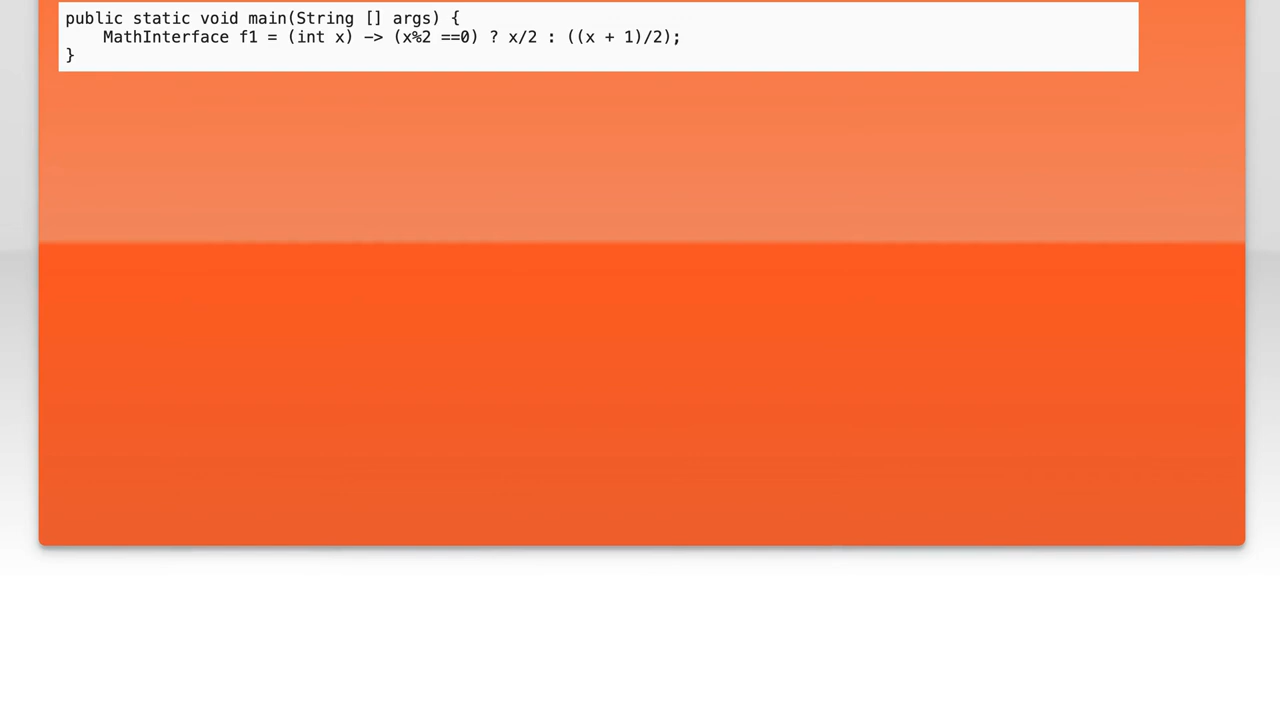 public static void main(String [] args) {
    MathInterface f1 = (int x) -> (x%2 ==0) ? x/2 : ((x + 1)/2);
}